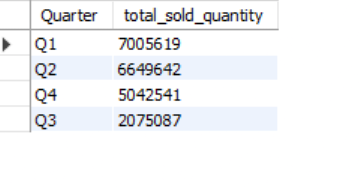 Quarter total_sold_quantity
Q1 7005619
Q2 6649642
Q4 5042541
Q3 2075087